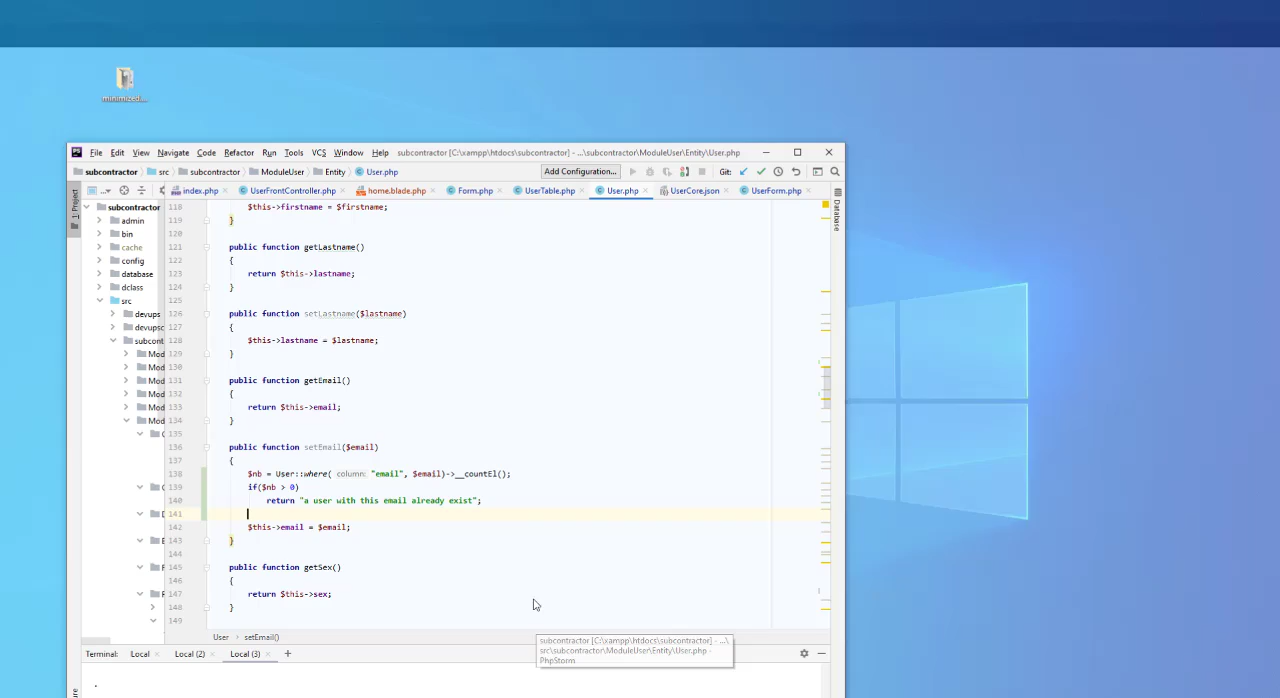 minimized...
File Edit View Navigate Code Refactor Run Tools VCS Window Help subcontractor [C:\xampp\htdocs\subcontractor] - ...\subcontractor\ModuleUser\Entity\User.php
subcontractor src subcontractor ModuleUser Entity User.php Add Configuration... Git:
index.php UserFrontController.php home.blade.php Form.php UserTable.php User.php UserCore.json UserForm.php
1: Project
Database
subcontractor
admin
bin
cache
config
database
dclass
src
devups
devupsc
subcont
Mod
Mod
Mod
Mod
Mod
Mod
118 $this->firstname = $firstname;
119 }
120
121 public function getLastname()
122 {
123 return $this->lastname;
124 }
125
126 public function setLastname($lastname)
127 {
128 $this->lastname = $lastname;
129 }
130
131 public function getEmail()
132 {
133 return $this->email;
134 }
135
136 public function setEmail($email)
137 {
138 $nb = User::where( column: "email", $email)->__countEl();
139 if($nb > 0)
140 return "a user with this email already exist";
141
142 $this->email = $email;
143 }
144
145 public function getSex()
146 {
147 return $this->sex;
148 }
149
User › setEmail()
subcontractor [C:\xampp\htdocs\subcontractor] - ...\
src\subcontractor\ModuleUser\Entity\User.php -
PhpStorm
Terminal: Local × Local (2) × Local (3) × +